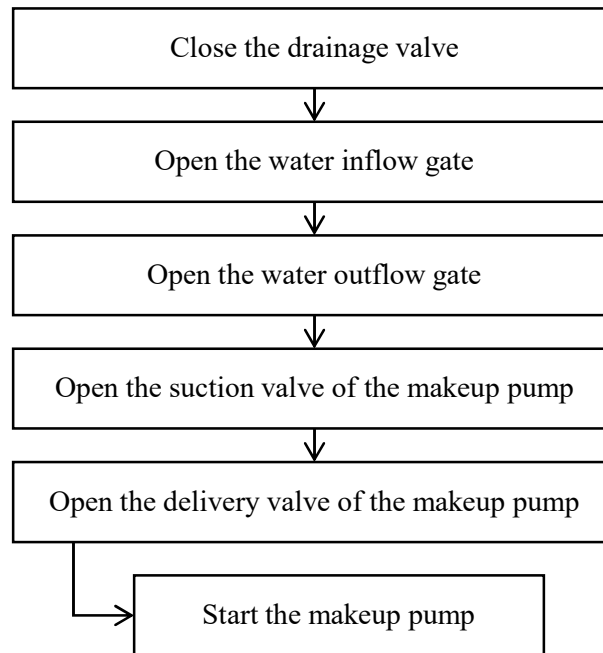 Close the drainage valve
Open the water inflow gate
Open the water outflow gate
Open the suction valve of the makeup pump
Open the delivery valve of the makeup pump
Start the makeup pump